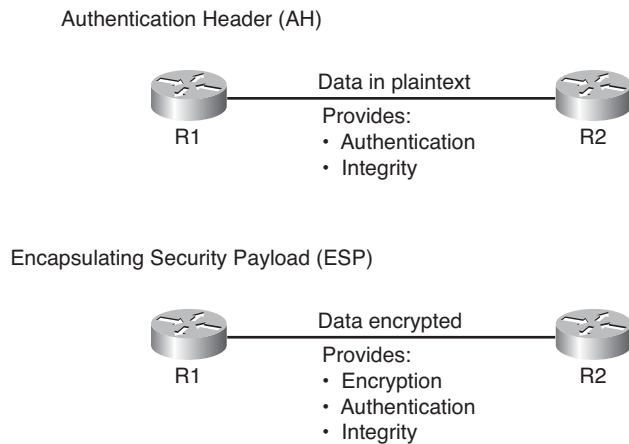 Authentication Header (AH)
Data in plaintext
R1
R2
Provides:
• Authentication
• Integrity
Encapsulating Security Payload (ESP)
Data encrypted
R1
R2
Provides:
• Encryption
• Authentication
• Integrity